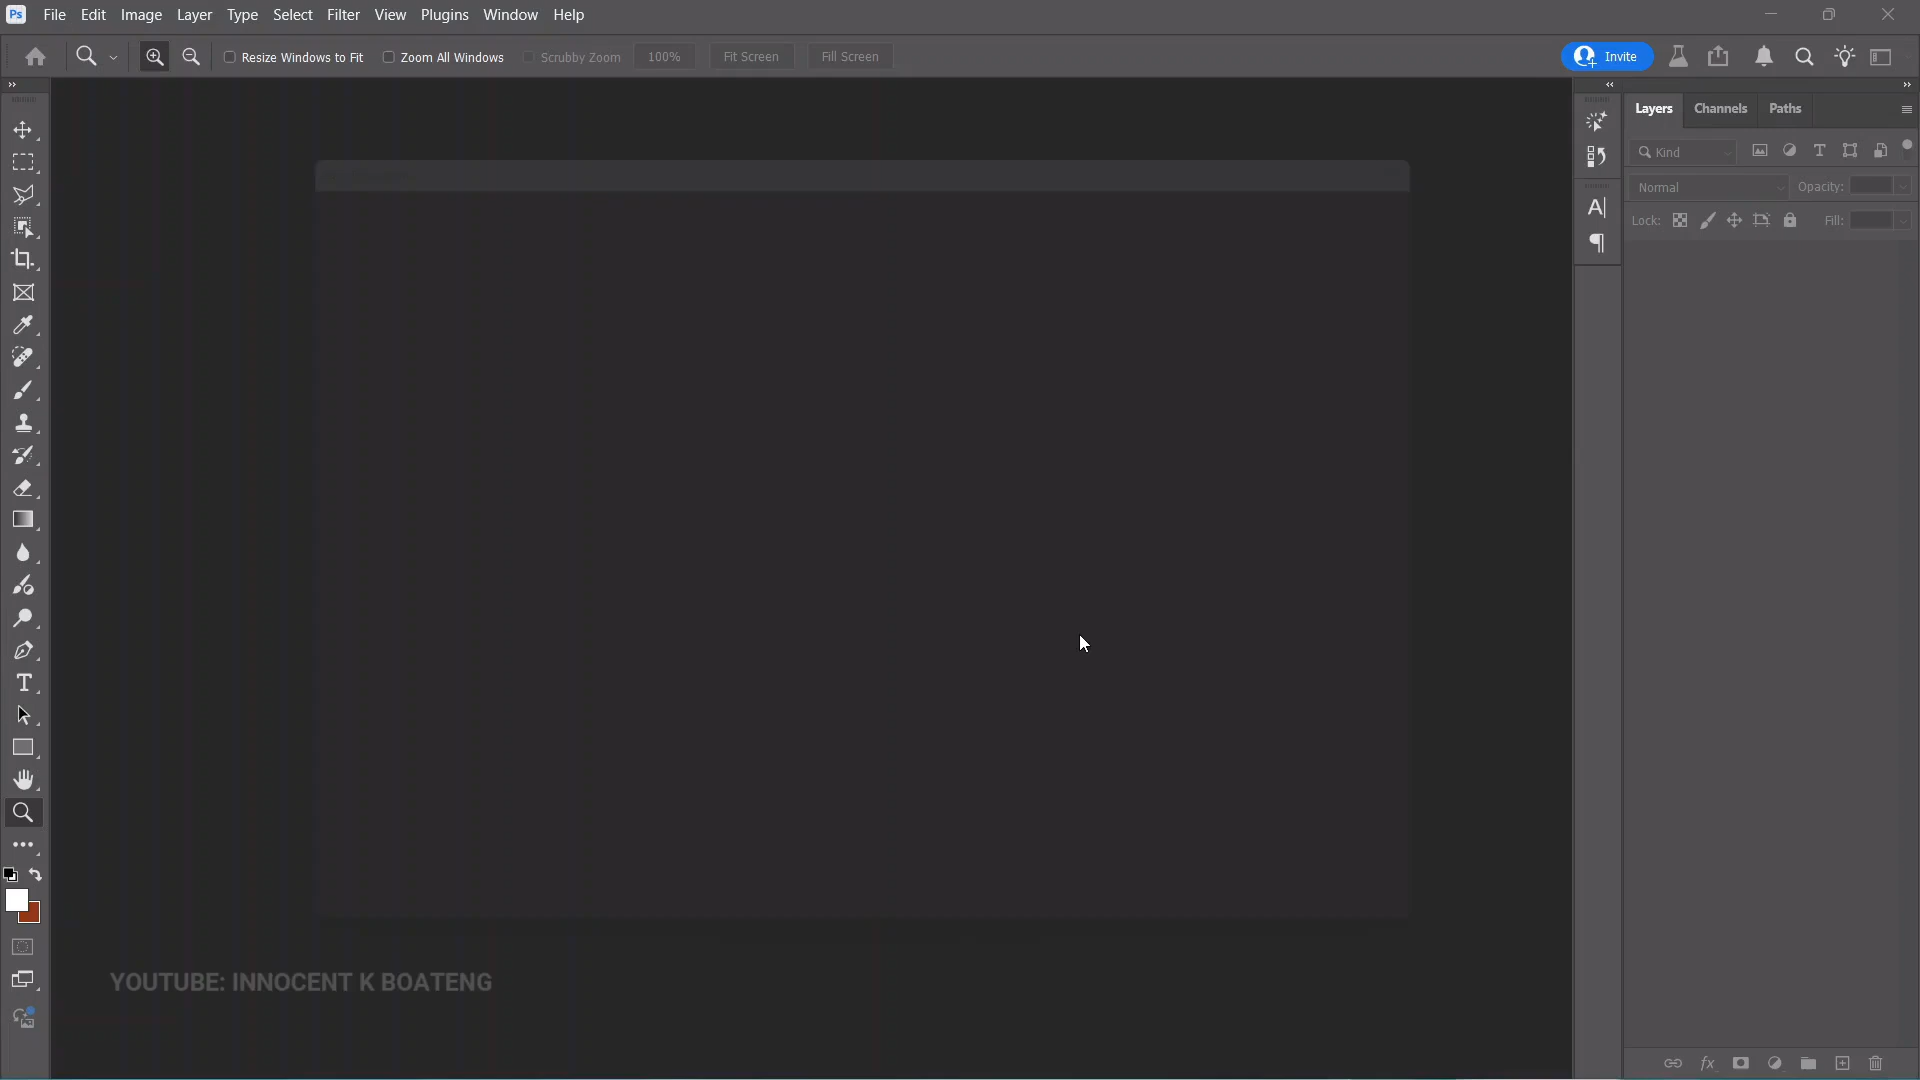 Ps File Edit Image Layer Type Select Filter View Plugins Window Help
Resize Windows to Fit Zoom All Windows Scrubby Zoom 100% Fit Screen Fill Screen Invite
Layers Channels Paths
Kind
Normal Opacity:
Lock: Fill:
YOUTUBE: INNOCENT K BOATENG